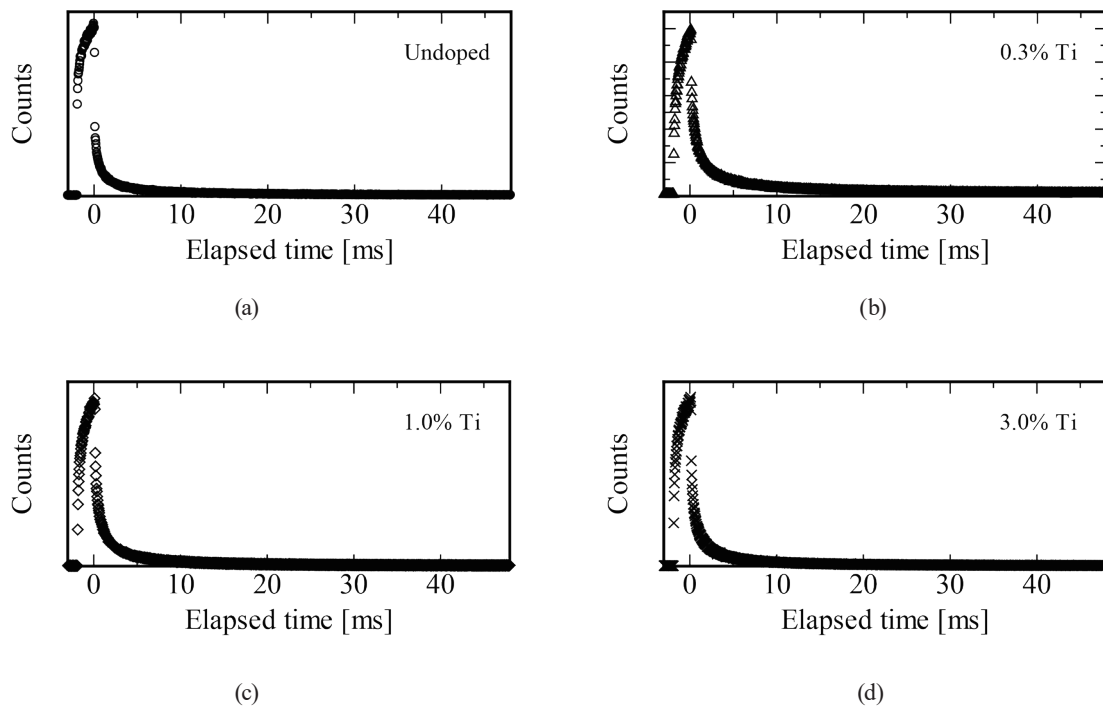 Counts
Undoped
0 10 20 30 40
Elapsed time [ms]
(a)
Counts
0.3% Ti
0 10 20 30 40
Elapsed time [ms]
(b)
Counts
1.0% Ti
0 10 20 30 40
Elapsed time [ms]
(c)
Counts
3.0% Ti
0 10 20 30 40
Elapsed time [ms]
(d)